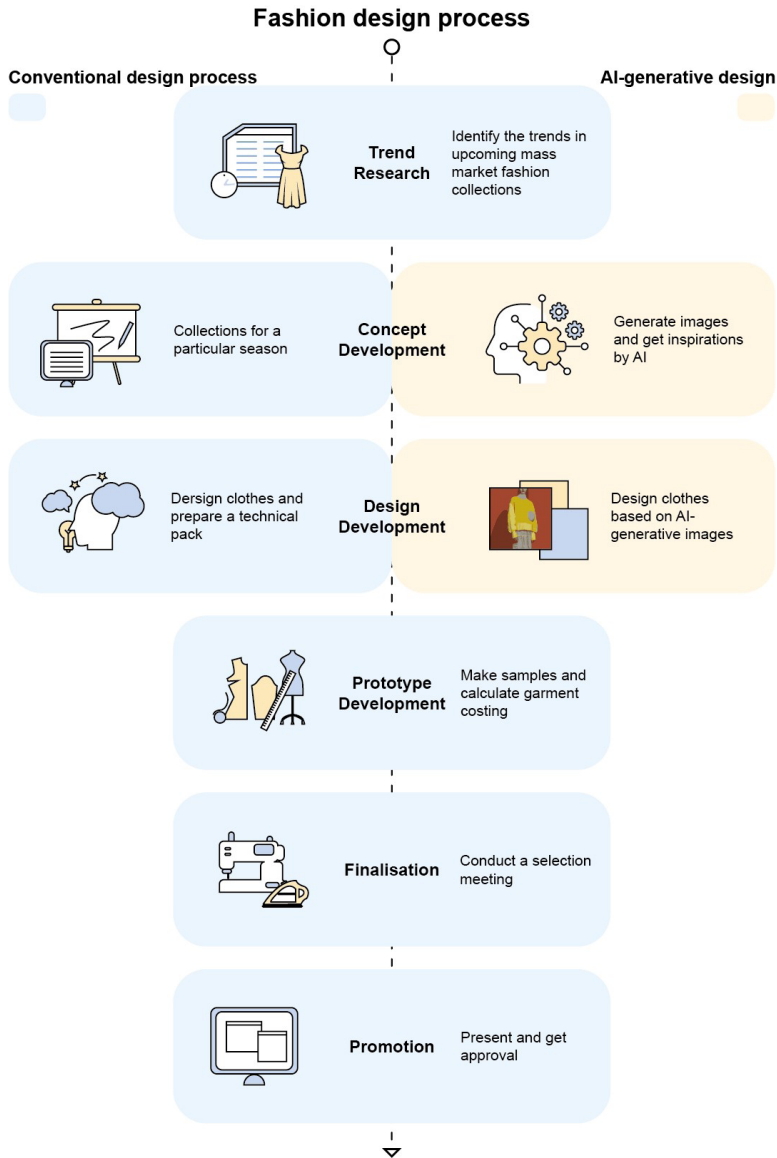 Fashion design process
Conventional design process
AI-generative design
Trend
Research
Identify the trends in
upcoming mass
market fashion
collections
Collections for a
particular season
Concept
Development
Generate images
and get inspirations
by AI
Dersign clothes and
prepare a technical
pack
Design
Development
Design clothes
based on AI-
generative images
Prototype
Development
Make samples and
calculate garment
costing
Finalisation
Conduct a selection
meeting
Promotion
Present and get
approval